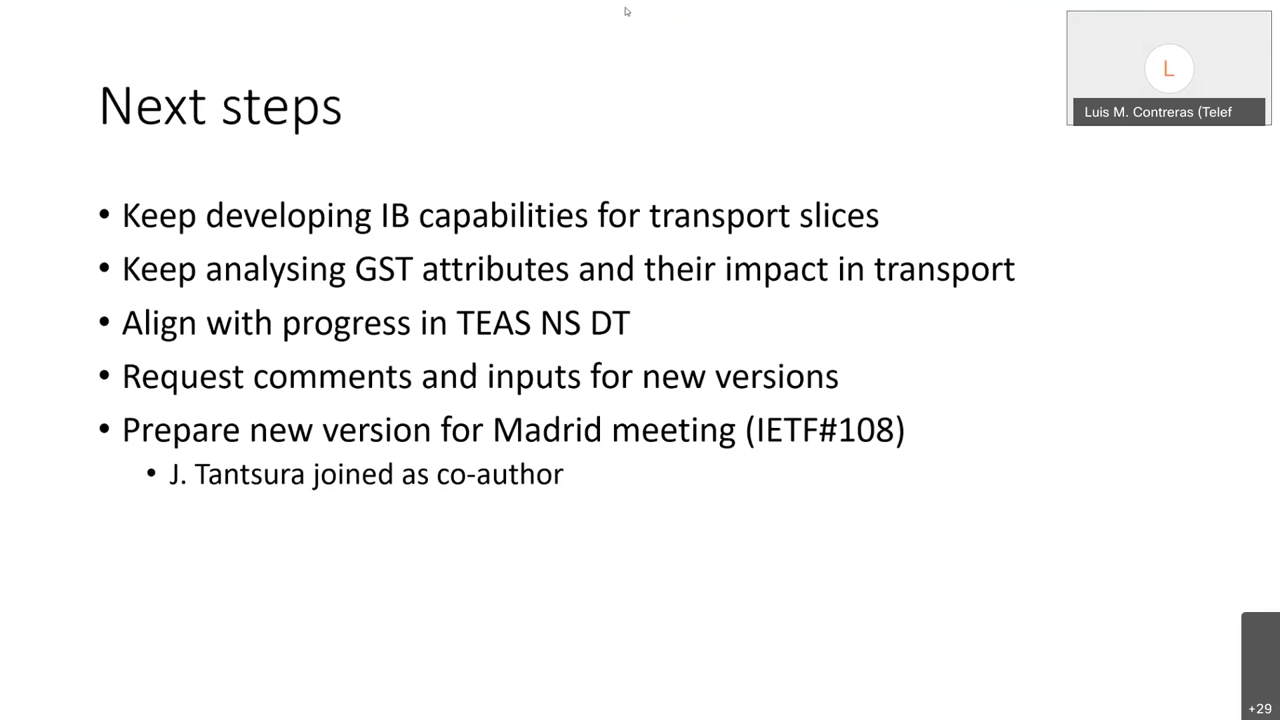 L
Luis M. Contreras (Telef
Next steps
• Keep developing IB capabilities for transport slices
• Keep analysing GST attributes and their impact in transport
• Align with progress in TEAS NS DT
• Request comments and inputs for new versions
• Prepare new version for Madrid meeting (IETF#108)
• J. Tantsura joined as co-author
+29